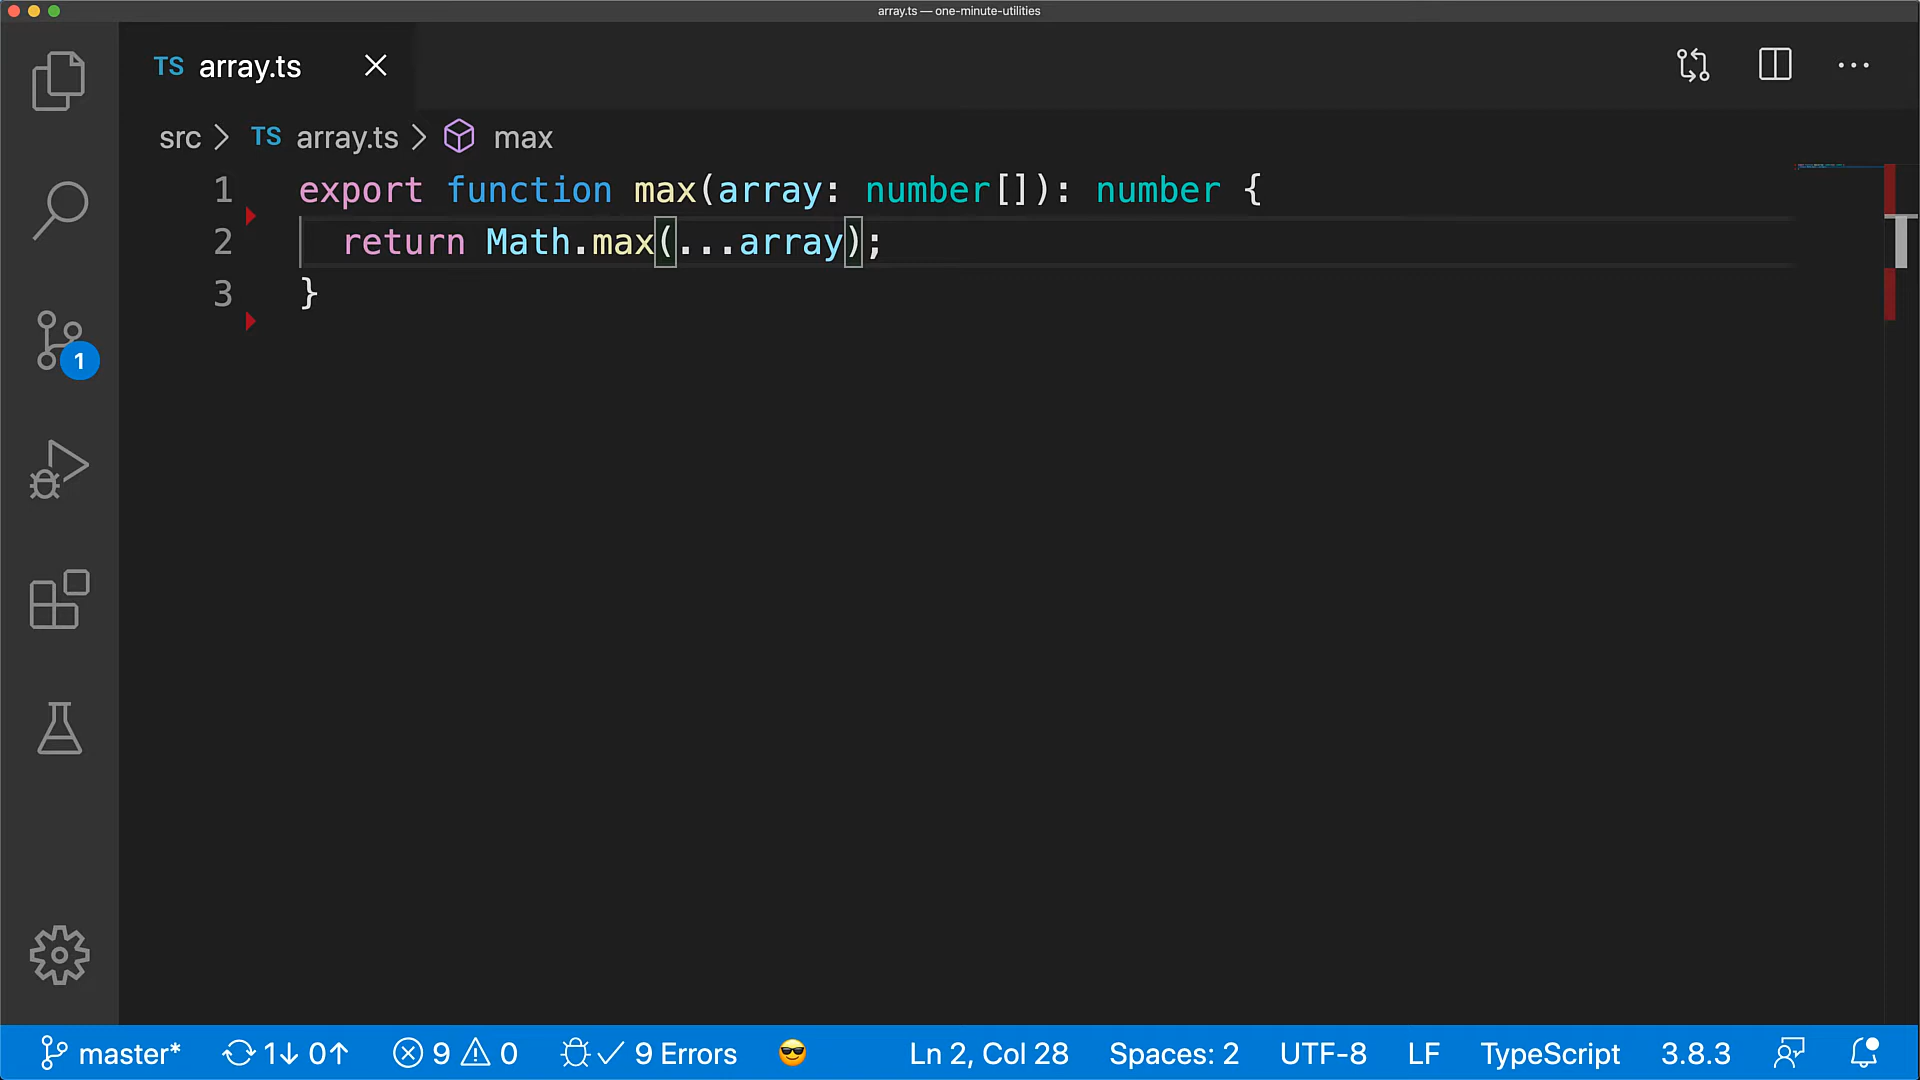 array.ts — one-minute-utilities
TS array.ts
src > TS array.ts > max
1 export function max(array: number[]): number {
2 return Math.max(...array);
3 }
1
master* 1↓ 0↑ 9 0 9 Errors 😎 Ln 2, Col 28 Spaces: 2 UTF-8 LF TypeScript 3.8.3